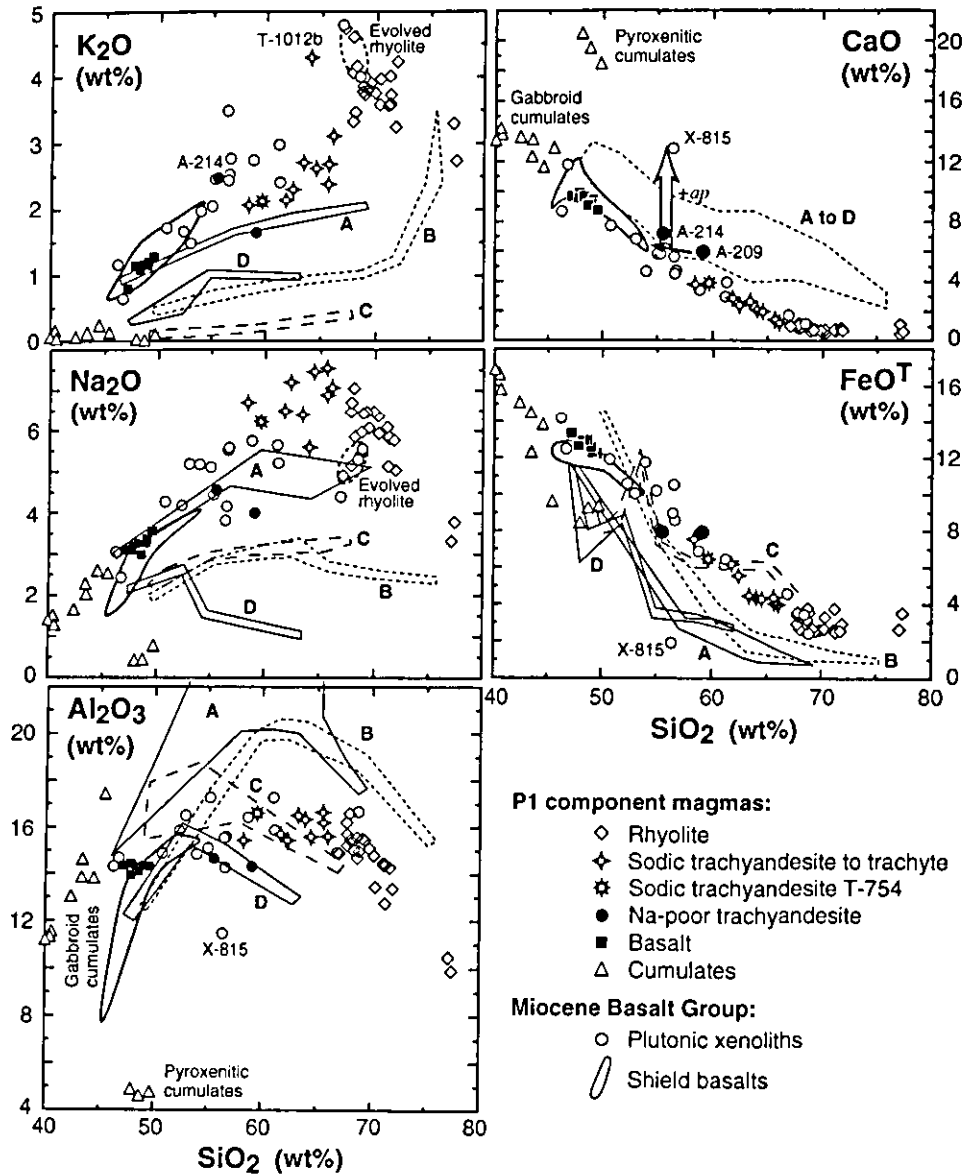 5
4
3
2
1
0
K2O
(wt%)
T-1012b
Evolved
rhyolite
A-214
A
B
D
C
20
16
12
8
4
0
CaO
(wt%)
Pyroxenitic
cumulates
Gabbroid
cumulates
X-815
+ap
A-214
A-209
A to D
6
4
2
0
Na2O
(wt%)
A
Evolved
rhyolite
C
B
D
16
12
8
4
0
FeOT
(wt%)
C
D
X-815
A
B
40 50 60 70 80
SiO2 (wt%)
20
16
12
8
4
Al2O3
(wt%)
A
B
C
D
Gabbroid
cumulates
X-815
Pyroxenitic
cumulates
40 50 60 70 80
SiO2 (wt%)
P1 component magmas:
Rhyolite
Sodic trachyandesite to trachyte
Sodic trachyandesite T-754
Na-poor trachyandesite
Basalt
Cumulates
Miocene Basalt Group:
Plutonic xenoliths
Shield basalts